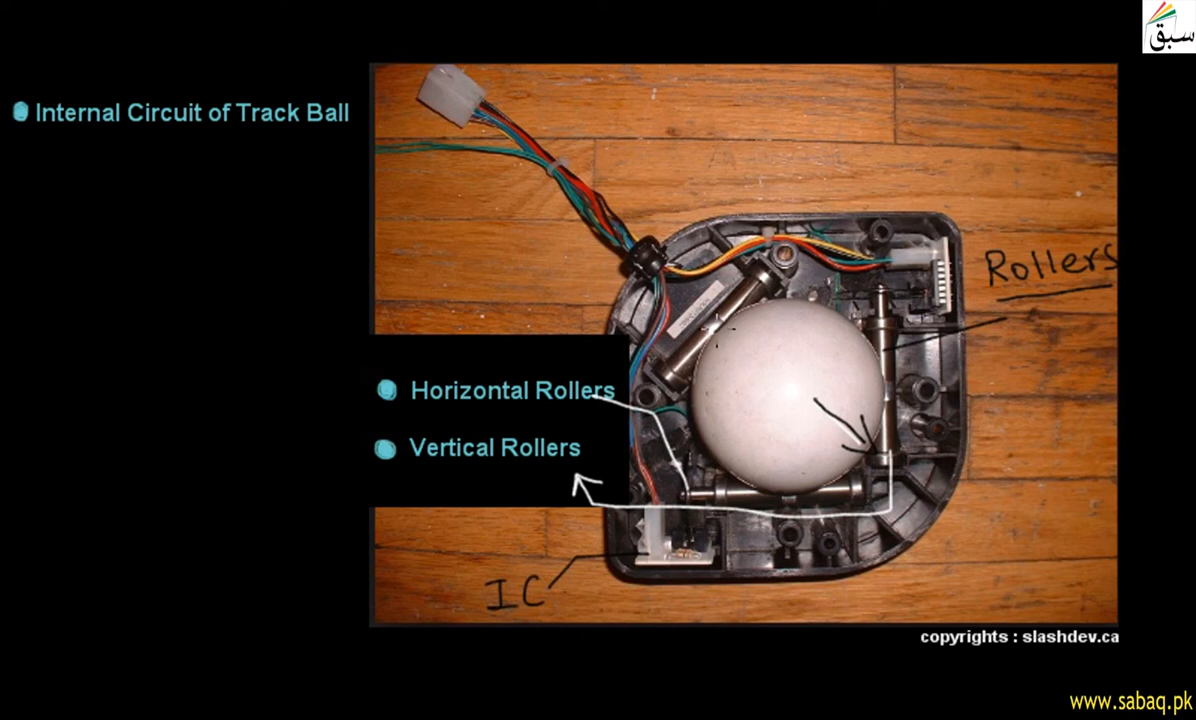 سبق
Internal Circuit of Track Ball
Rollers
Horizontal Rollers
Vertical Rollers
IC
copyrights : slashdev.ca
www.sabaq.pk